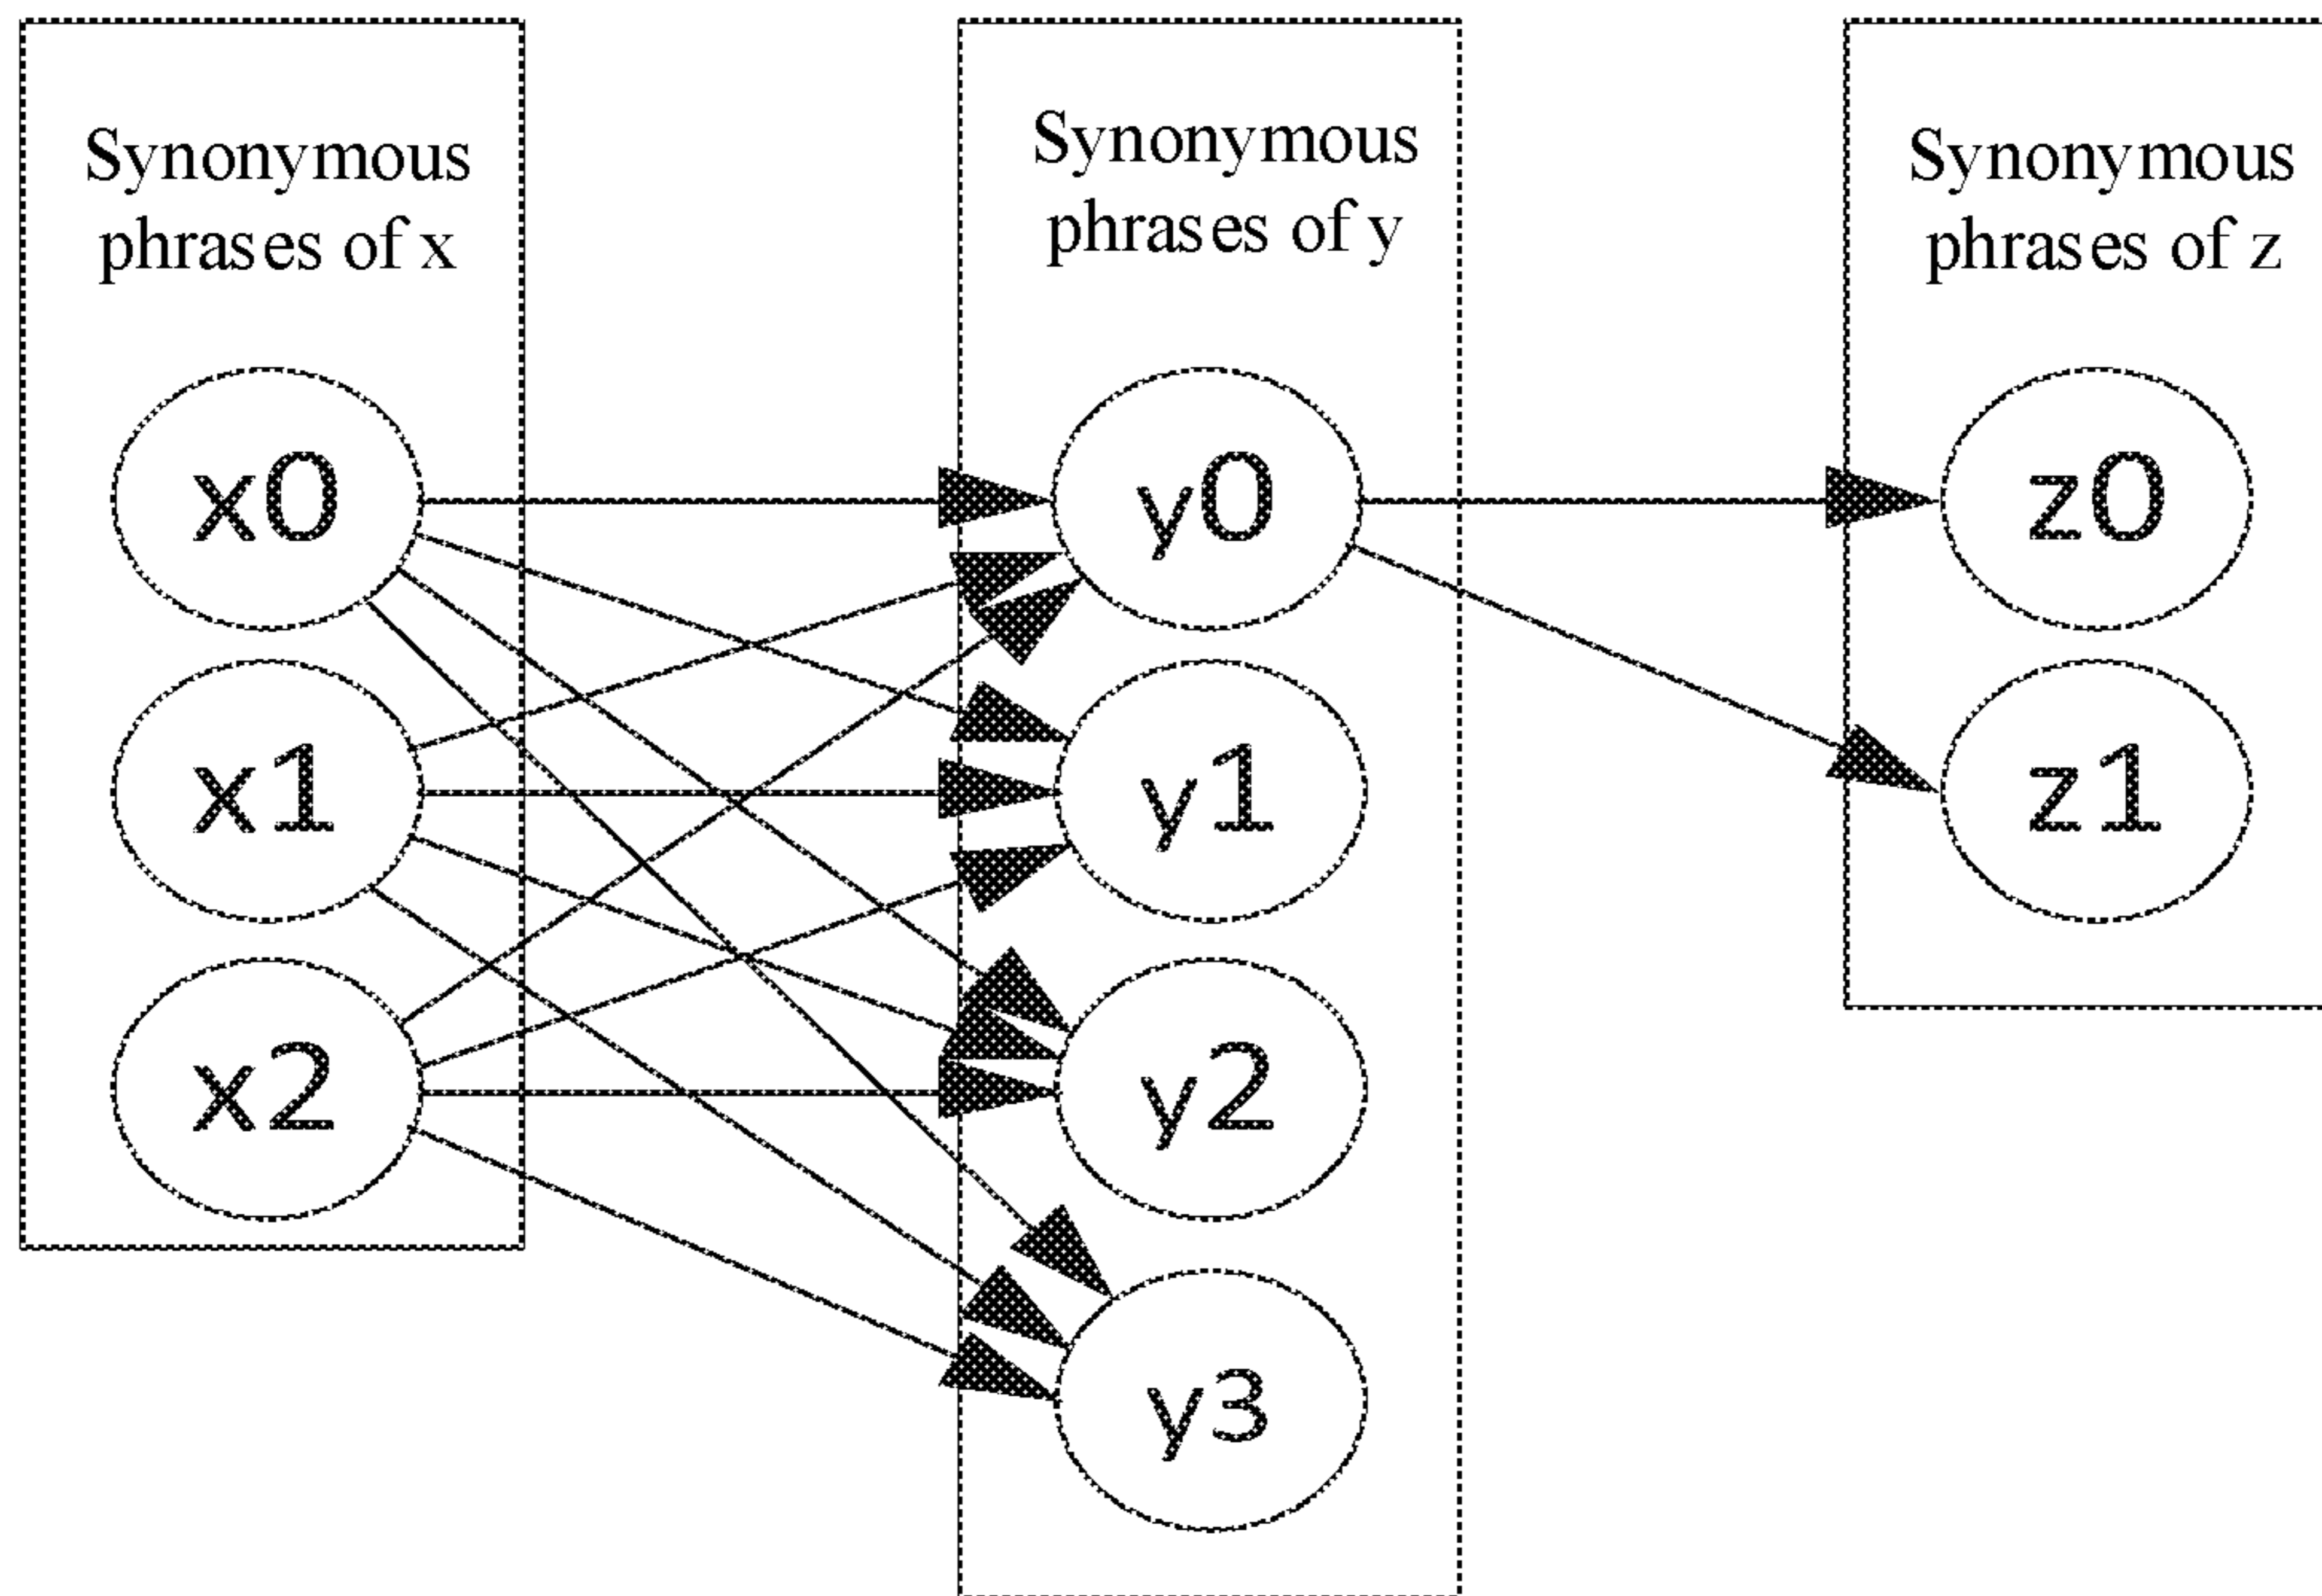 Synonymous
phrases of x
x0
x1
x2
Synonymous
phrases of y
y0
y1
y2
y3
Synonymous
phrases of z
z0
z1